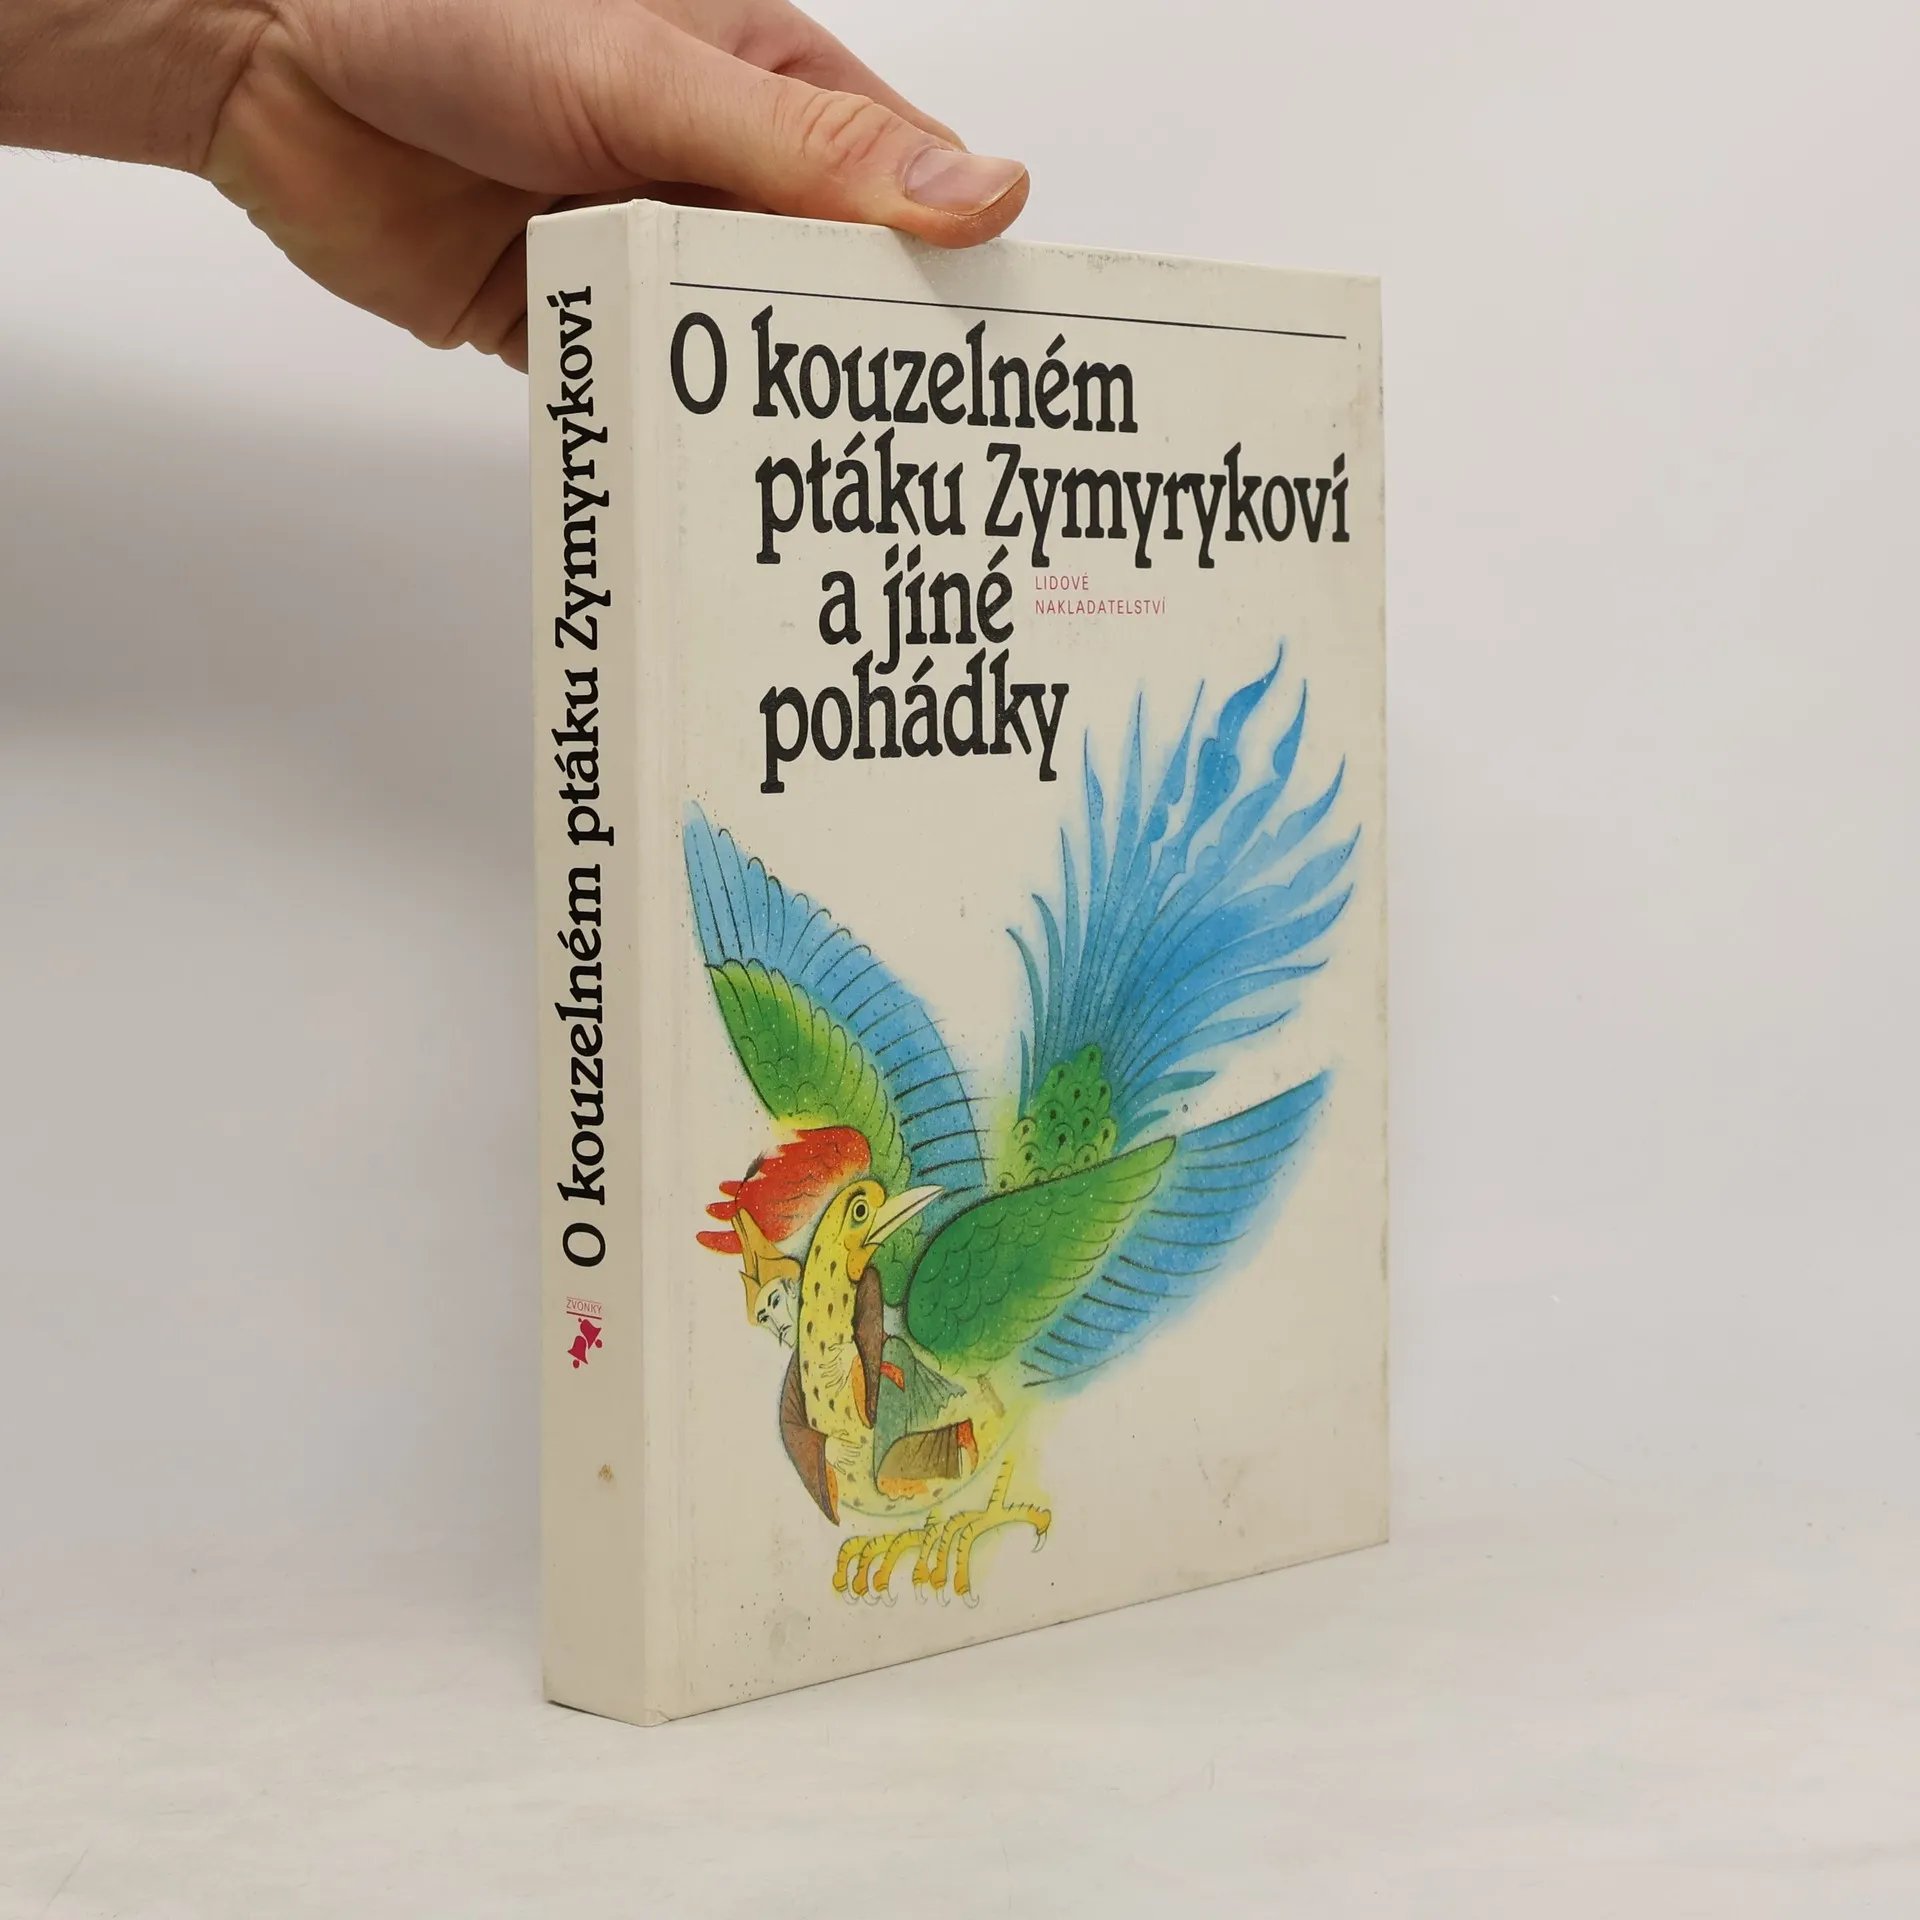 O kouzelném
ptáku Zymyrykovi
a jiné
pohádky
LIDOVÉ
NAKLADATELSTVÍ
O kouzelném ptáku Zymyrykovi
ZVONKY